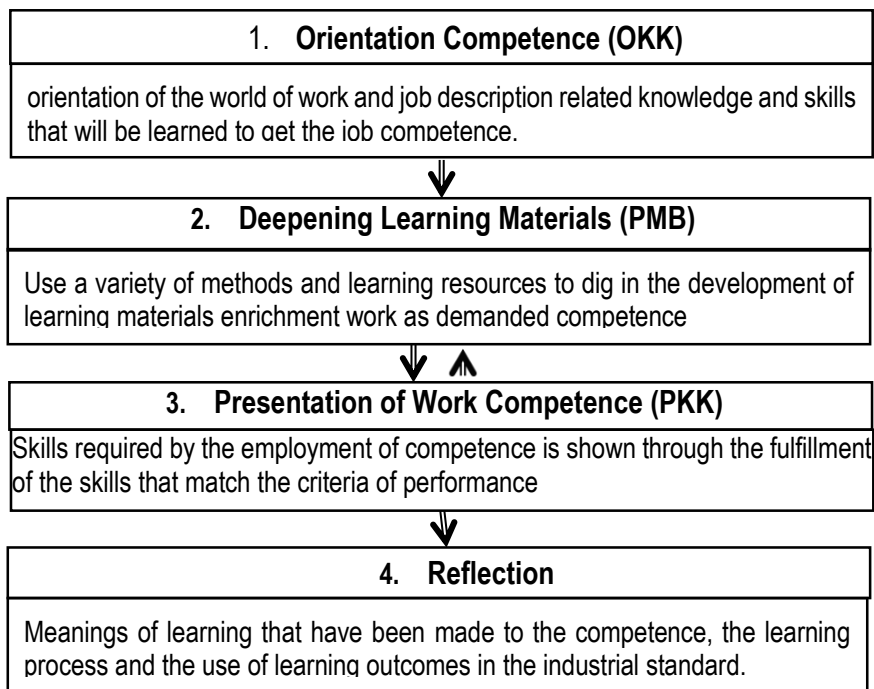 1. Orientation Competence (OKK)
orientation of the world of work and job description related knowledge and skills
that will be learned to get the job competence.
2. Deepening Learning Materials (PMB)
Use a variety of methods and learning resources to dig in the development of
learning materials enrichment work as demanded competence
3. Presentation of Work Competence (PKK)
Skills required by the employment of competence is shown through the fulfillment
of the skills that match the criteria of performance
4. Reflection
Meanings of learning that have been made to the competence, the learning
process and the use of learning outcomes in the industrial standard.